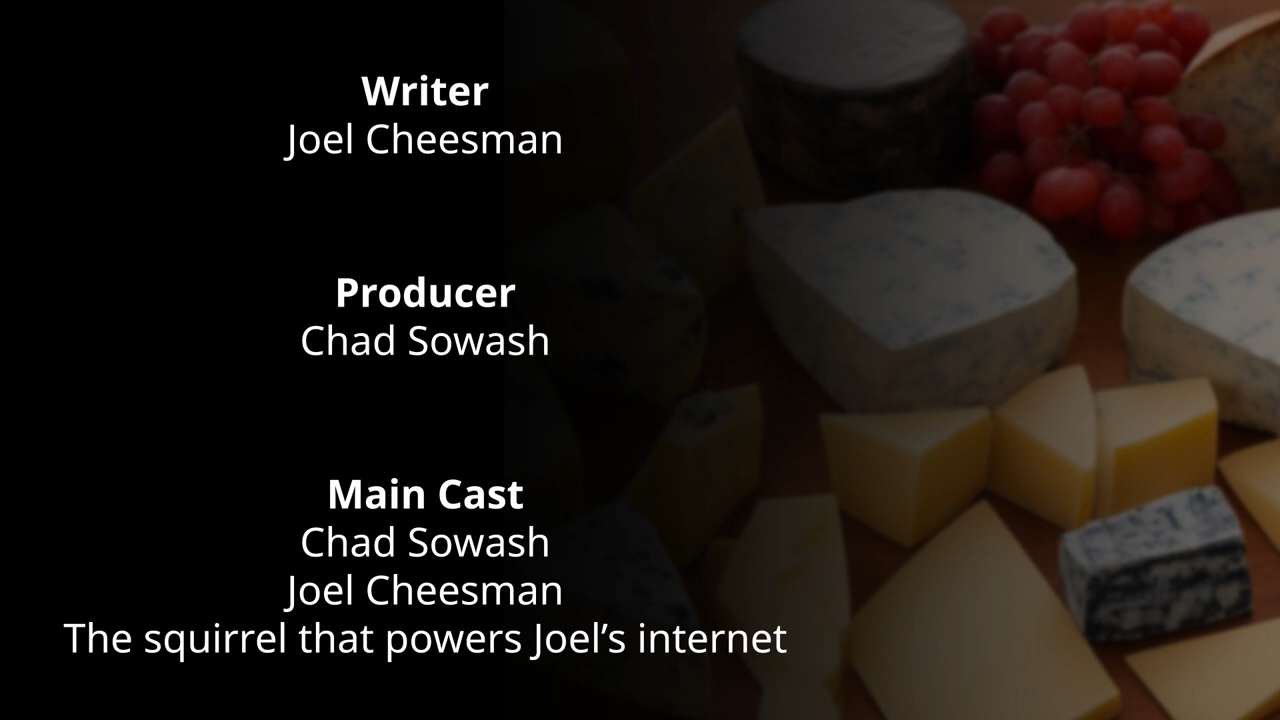 Writer
Joel Cheesman
Producer
Chad Sowash
Main Cast
Chad Sowash
Joel Cheesman
The squirrel that powers Joel’s internet